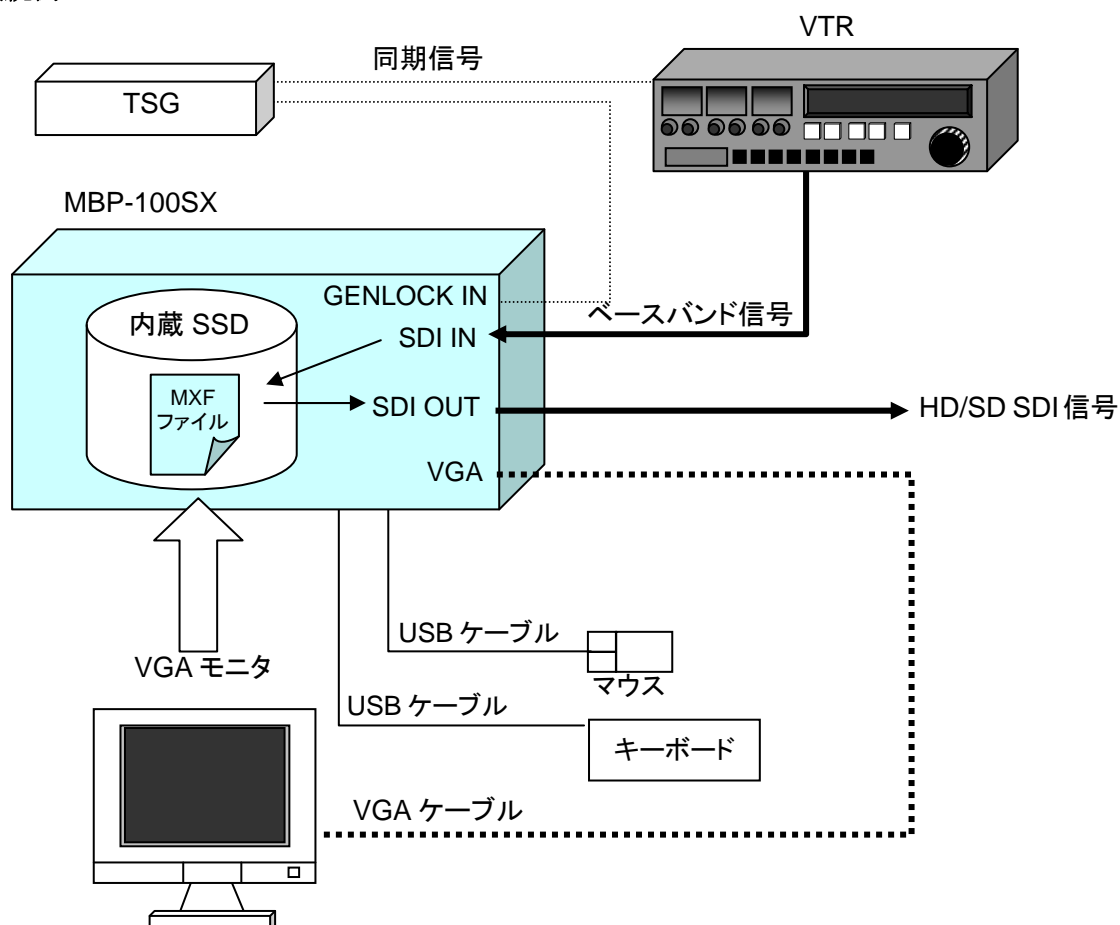 VTR
同期信号
TSG
MBP-100SX
GENLOCK IN
ベースバンド信号
内蔵 SSD
SDI IN
MXF
ファイル
SDI OUT
HD/SD SDI 信号
VGA
USB ケーブル
VGA モニタ
マウス
USB ケーブル
キーボード
VGA ケーブル